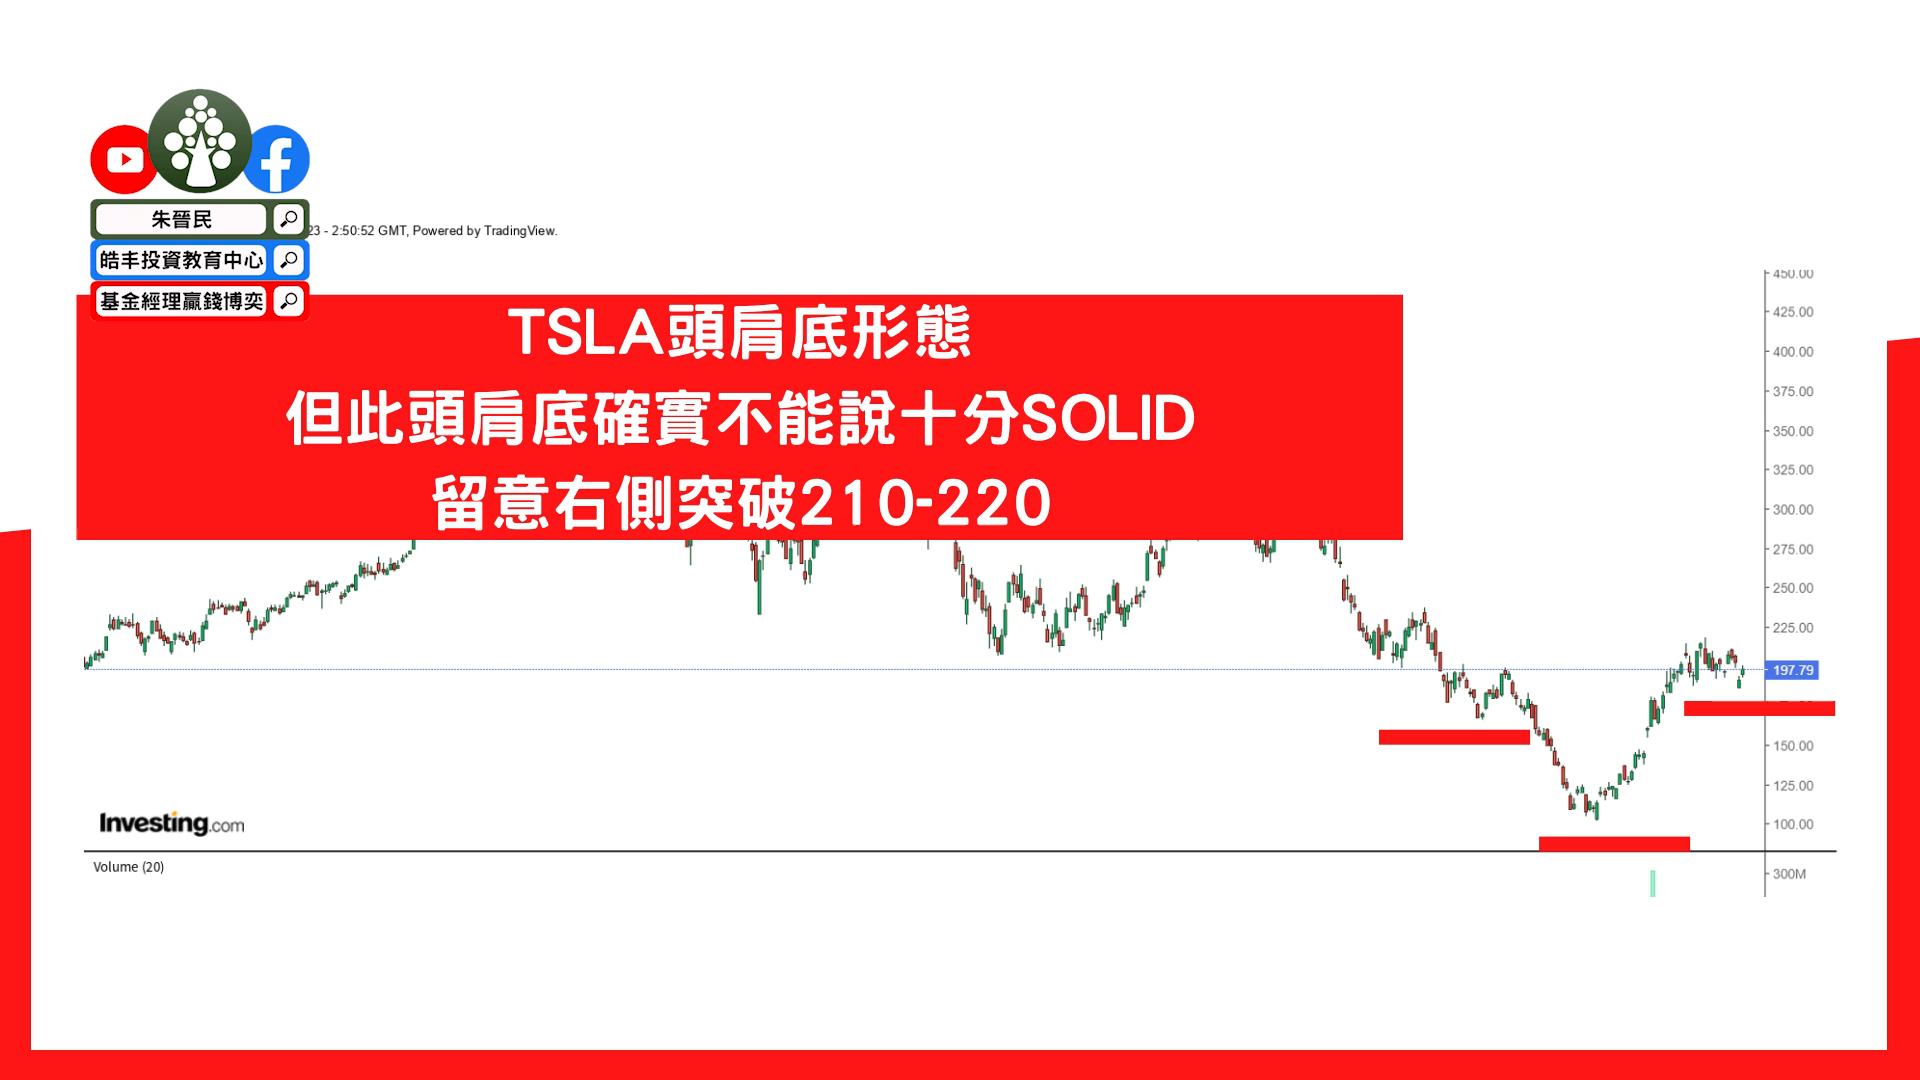 朱晉民
皓丰投資教育中心
基金經理贏錢博奕
23 - 2:50:52 GMT, Powered by TradingView.
TSLA頭肩底形態
但此頭肩底確實不能說十分SOLID
留意右側突破210-220
450.00
425.00
400.00
375.00
350.00
325.00
300.00
275.00
250.00
225.00
197.79
150.00
125.00
100.00
Investing.com
Volume (20)
300M